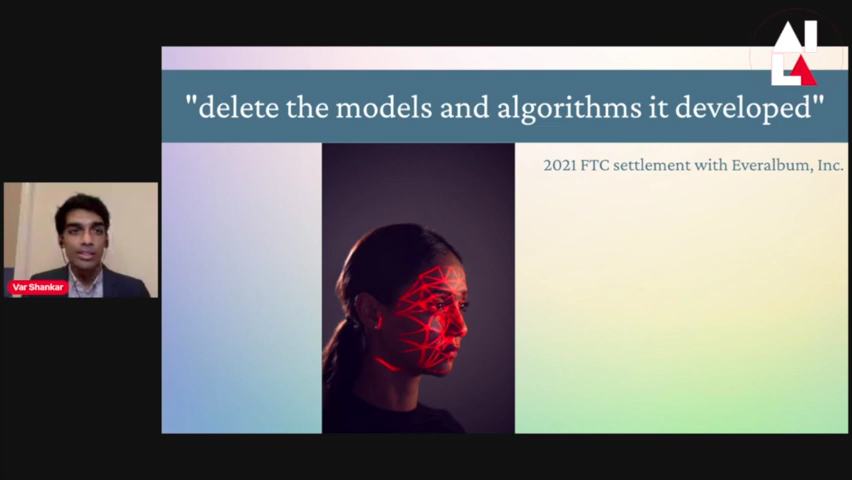 AI
LA
"delete the models and algorithms it developed"
2021 FTC settlement with Everalbum, Inc.
Var Shankar